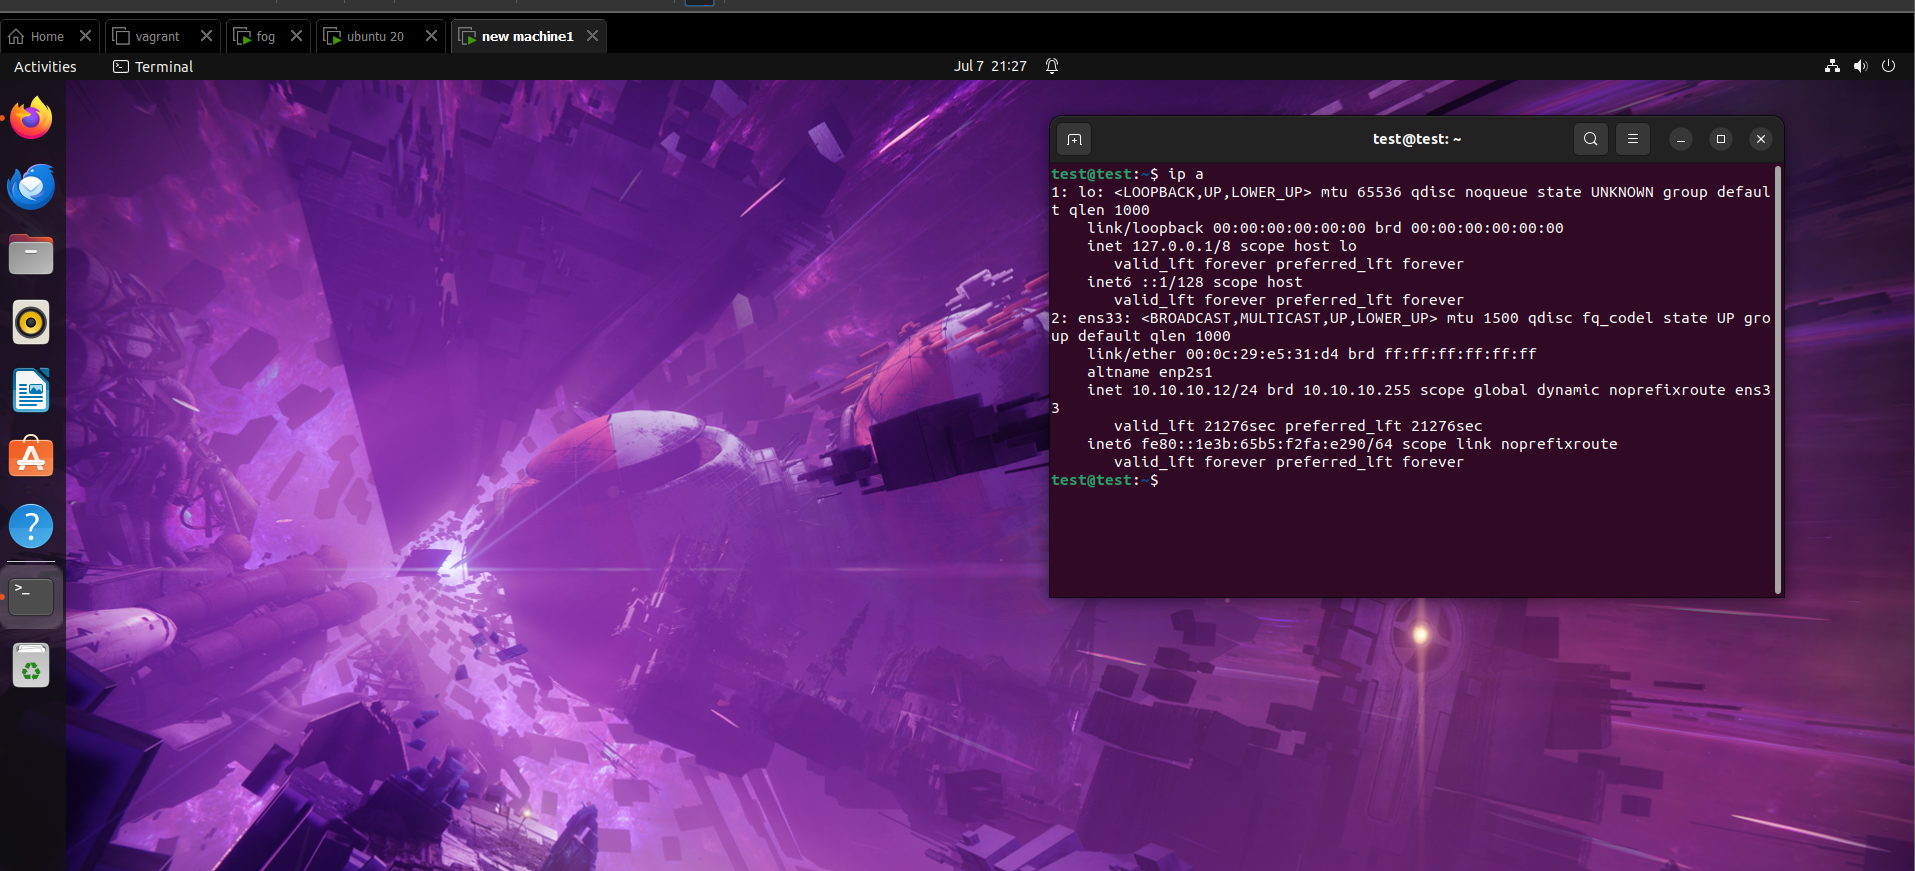 Home
vagrant
fog
ubuntu 20
new machine1
Activities
Terminal
Jul 7 21:27
test@test: ~
test@test:~$ ip a
1: lo: <LOOPBACK,UP,LOWER_UP> mtu 65536 qdisc noqueue state UNKNOWN group defaul
t qlen 1000
    link/loopback 00:00:00:00:00:00 brd 00:00:00:00:00:00
    inet 127.0.0.1/8 scope host lo
       valid_lft forever preferred_lft forever
    inet6 ::1/128 scope host
       valid_lft forever preferred_lft forever
2: ens33: <BROADCAST,MULTICAST,UP,LOWER_UP> mtu 1500 qdisc fq_codel state UP gro
up default qlen 1000
    link/ether 00:0c:29:e5:31:d4 brd ff:ff:ff:ff:ff:ff
    altname enp2s1
    inet 10.10.10.12/24 brd 10.10.10.255 scope global dynamic noprefixroute ens3
3
       valid_lft 21276sec preferred_lft 21276sec
    inet6 fe80::1e3b:65b5:f2fa:e290/64 scope link noprefixroute
       valid_lft forever preferred_lft forever
test@test:~$